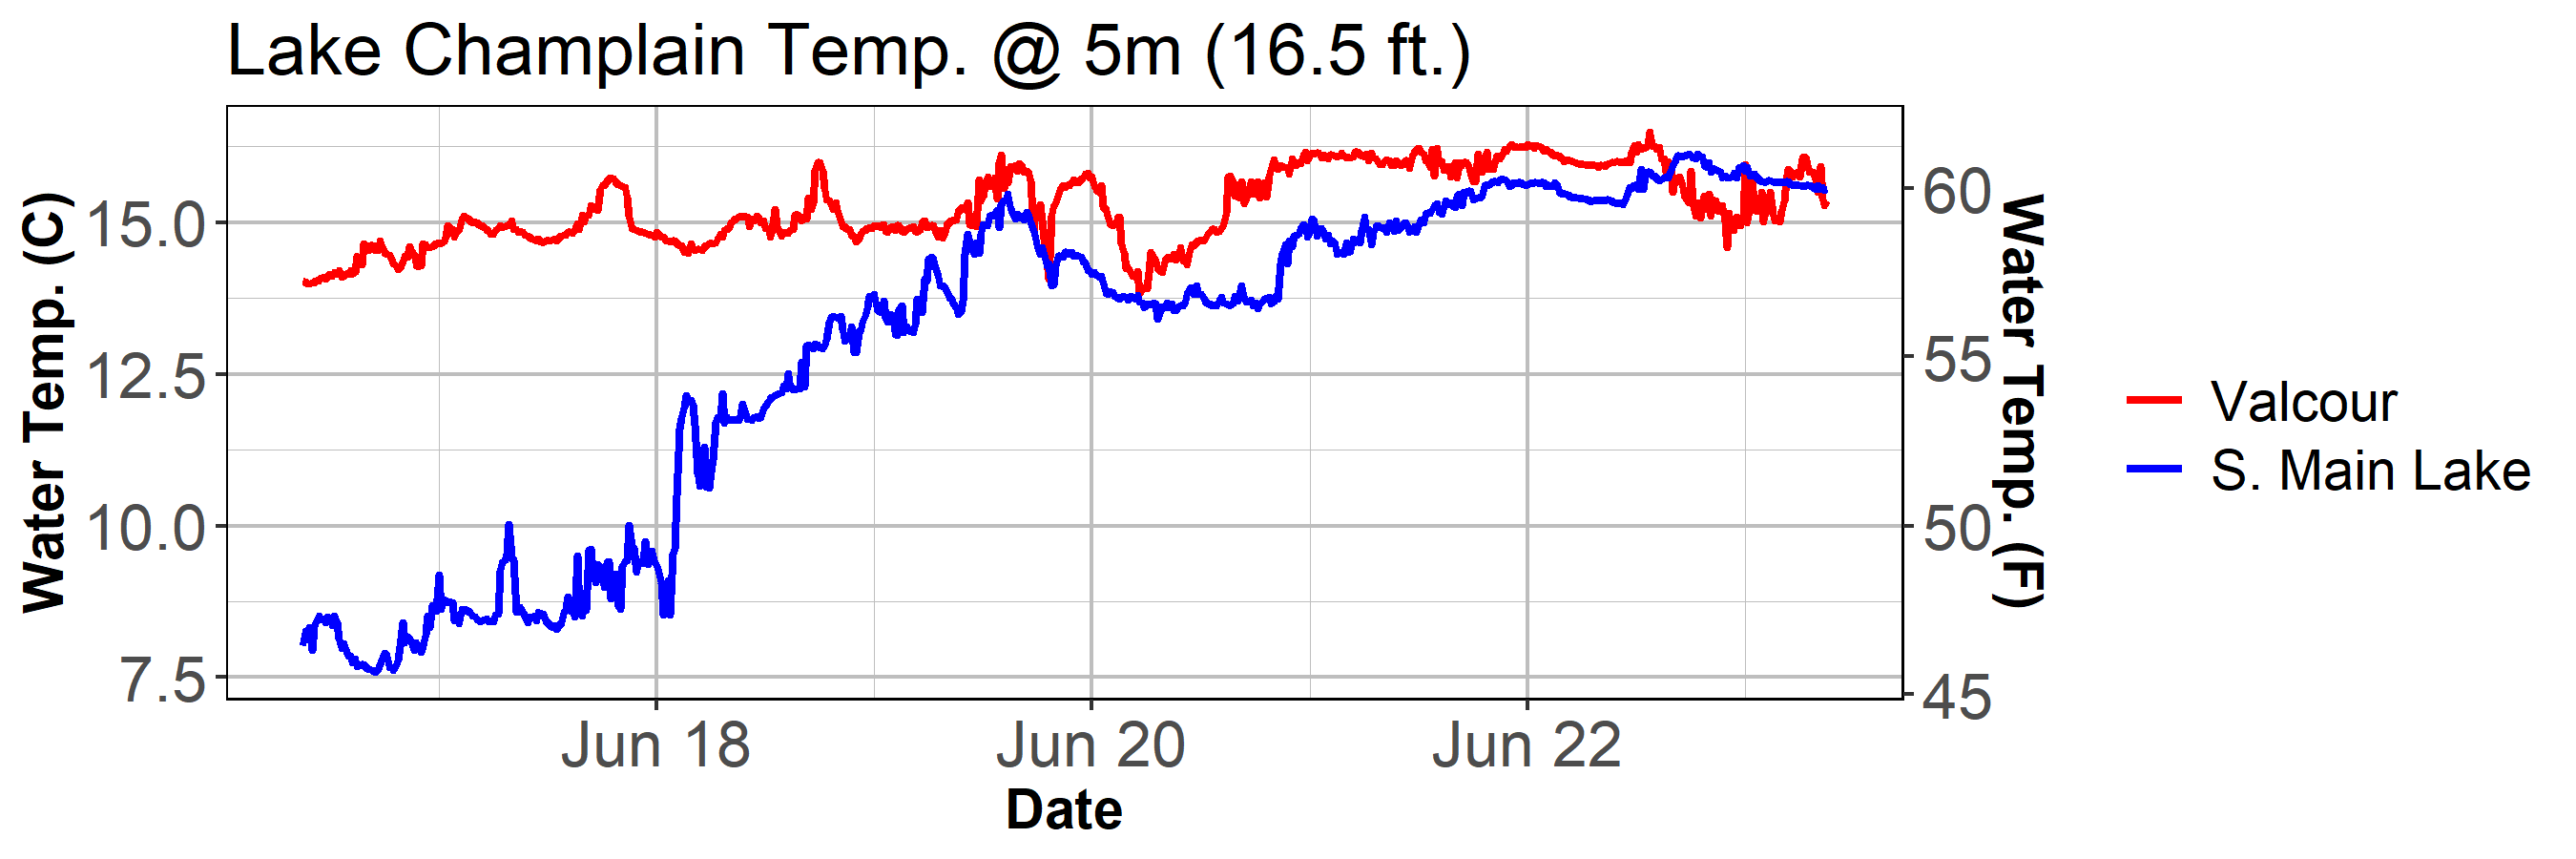 Lake Champlain Temp. @ 5m (16.5 ft.)
Water Temp. (C)
15.0
12.5
10.0
7.5
60
55
50
45
Water Temp. (F)
Jun 18
Jun 20
Jun 22
Date
Valcour
S. Main Lake